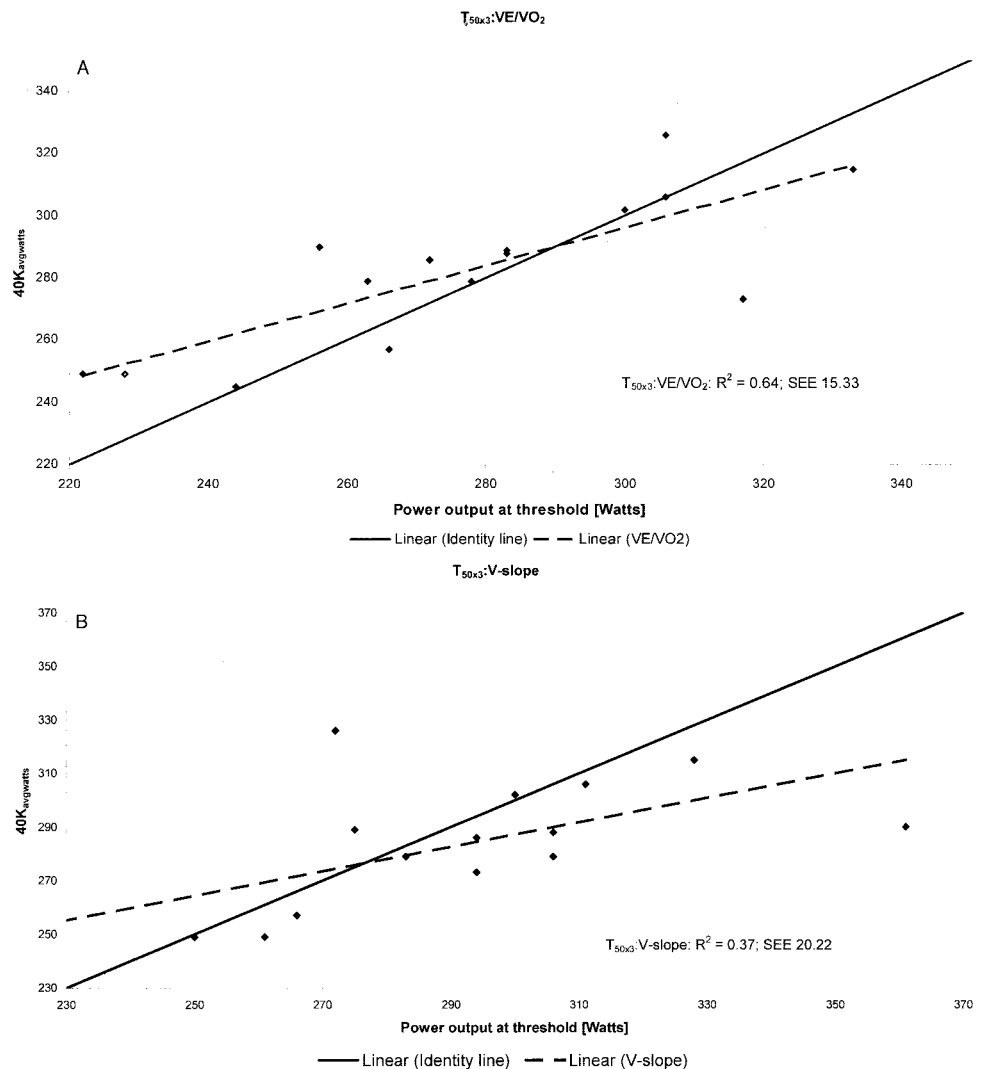 T50x3:VE/VO2
A
40Kavgwatts
340
320
300
280
260
240
220
T50x3:VE/VO2: R² = 0.64; SEE 15.33
220 240 260 280 300 320 340
Power output at threshold [Watts]
Linear (Identity line) Linear (VE/VO2)
T50x3:V-slope
B
40Kavgwatts
370
350
330
310
290
270
250
230
T50x3:V-slope: R² = 0.37; SEE 20.22
230 250 270 290 310 330 350 370
Power output at threshold [Watts]
Linear (Identity line) Linear (V-slope)